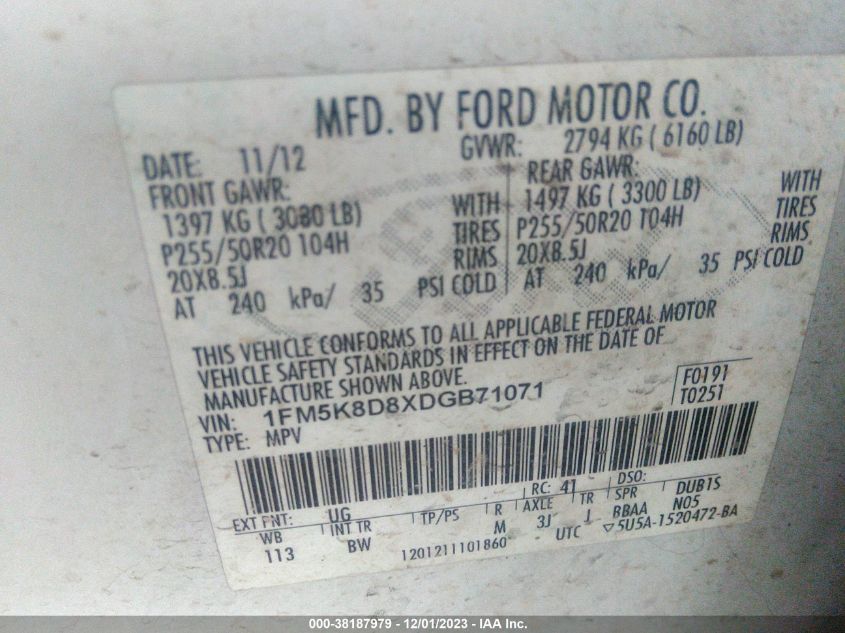 MFD. BY FORD MOTOR CO.
DATE: 11/12 GVWR: 2794 KG ( 6160 LB)
FRONT GAWR: REAR GAWR:
1397 KG ( 3080 LB) WITH 1497 KG ( 3300 LB) WITH
P255/50R20 104H TIRES P255/50R20 104H TIRES
20X8.5J RIMS 20X8.5J RIMS
AT 240 kPa/ 35 PSI COLD AT 240 kPa/ 35 PSI COLD
THIS VEHICLE CONFORMS TO ALL APPLICABLE FEDERAL MOTOR
VEHICLE SAFETY STANDARDS IN EFFECT ON THE DATE OF
MANUFACTURE SHOWN ABOVE.
VIN: 1FM5K8D8XDGB71071 F0191
TYPE: MPV T0251
EXT PNT: UG RC: 41 DSO:
WB INT TR TP/PS R AXLE TR SPR DUB1S
113 BW M 3J J BBAA N05
1201211101860 UTC ▽5U5A-1520472-BA
000-38187979 - 12/01/2023 - IAA Inc.